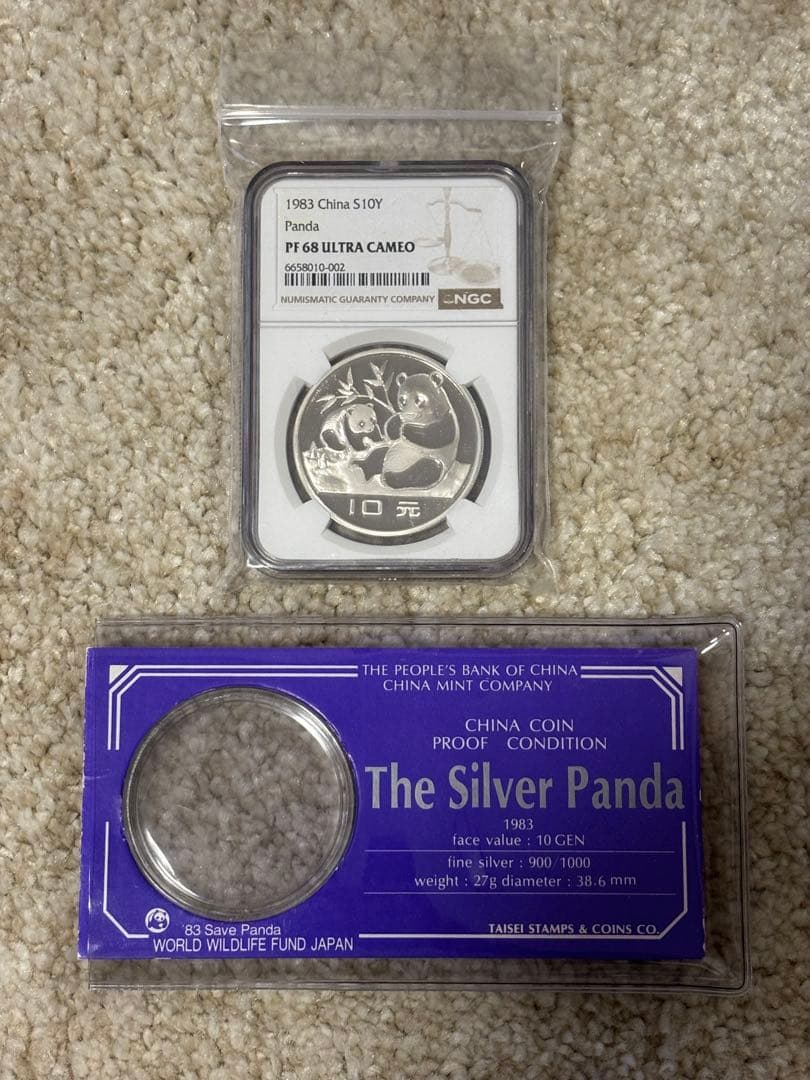 1983 China S10Y
Panda
PF 68 ULTRA CAMEO
6658010-002
NUMISMATIC GUARANTY COMPANY NGC
10元
THE PEOPLE'S BANK OF CHINA
CHINA MINT COMPANY
CHINA COIN
PROOF CONDITION
The Silver Panda
1983
face value : 10 GEN
fine silver : 900/1000
weight : 27g diameter : 38.6 mm
'83 Save Panda
WORLD WILDLIFE FUND JAPAN
TAISEI STAMPS & COINS CO.